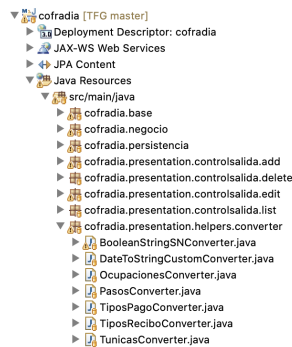 cofradia [TFG master]
Deployment Descriptor: cofradia
JAX-WS Web Services
JPA Content
Java Resources
src/main/java
cofradia.base
cofradia.negocio
cofradia.persistencia
cofradia.presentation.controlsalida.add
cofradia.presentation.controlsalida.delete
cofradia.presentation.controlsalida.edit
cofradia.presentation.controlsalida.list
cofradia.presentation.helpers.converter
BooleanStringSNConverter.java
DateToStringCustomConverter.java
OcupacionesConverter.java
PasosConverter.java
TiposPagoConverter.java
TiposReciboConverter.java
TunicasConverter.java